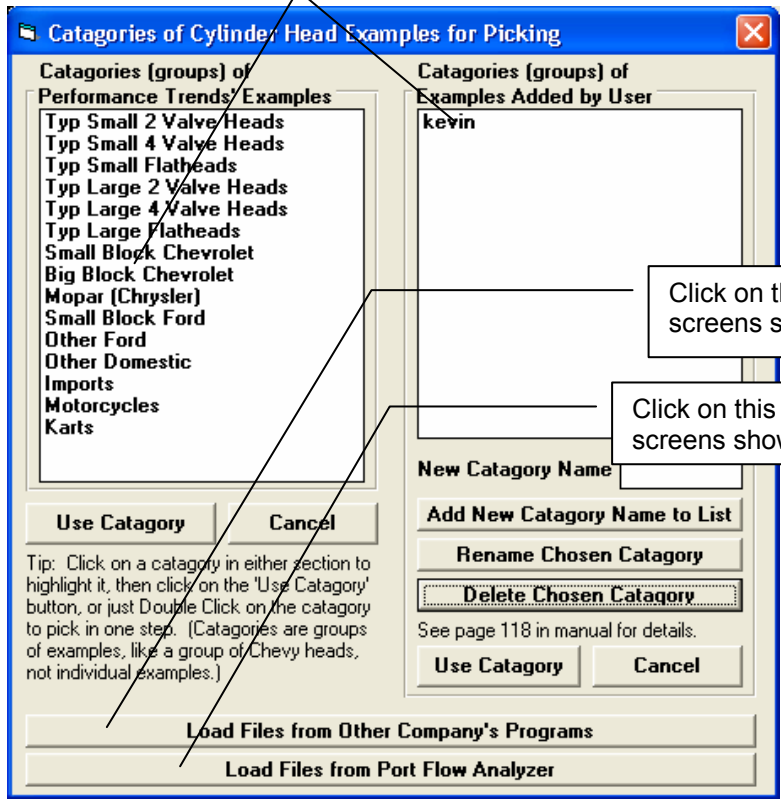 Catagories of Cylinder Head Examples for Picking
Catagories (groups) of
Performance Trends' Examples
Typ Small 2 Valve Heads
Typ Small 4 Valve Heads
Typ Small Flatheads
Typ Large 2 Valve Heads
Typ Large 4 Valve Heads
Typ Large Flatheads
Small Block Chevrolet
Big Block Chevrolet
Mopar (Chrysler)
Small Block Ford
Other Ford
Other Domestic
Imports
Motorcycles
Karts
Use Catagory
Cancel
Tip: Click on a catagory in either section to
highlight it, then click on the 'Use Catagory'
button, or just Double Click on the catagory
to pick in one step. (Catagories are groups
of examples, like a group of Chevy heads,
not individual examples.)
Catagories (groups) of
Examples Added by User
kevin
Click on
screens
Click on this
screens
New Catagory Name
Add New Catagory Name to List
Rename Chosen Catagory
Delete Chosen Catagory
See page 118 in manual for details.
Use Catagory
Cancel
Load Files from Other Company's Programs
Load Files from Port Flow Analyzer